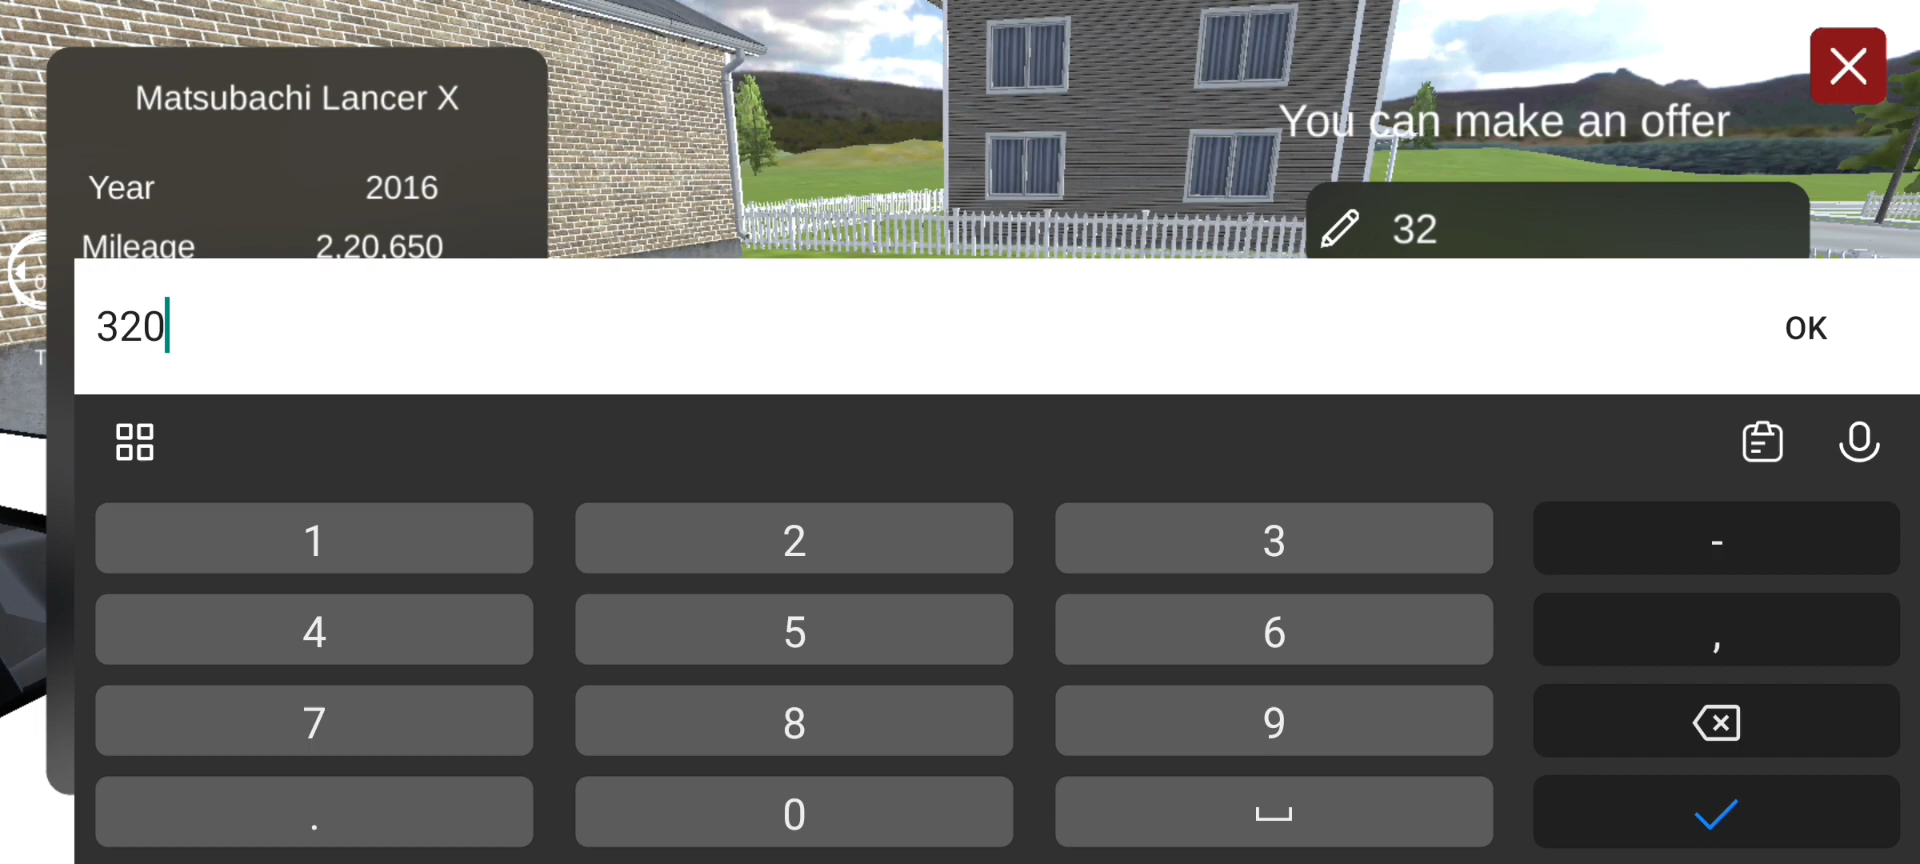 Matsubachi Lancer X
You can make an offer
Year 2016
32
Mileage 2,20,650
320
OK
1 2 3 -
4 5 6 ,
7 8 9
. 0